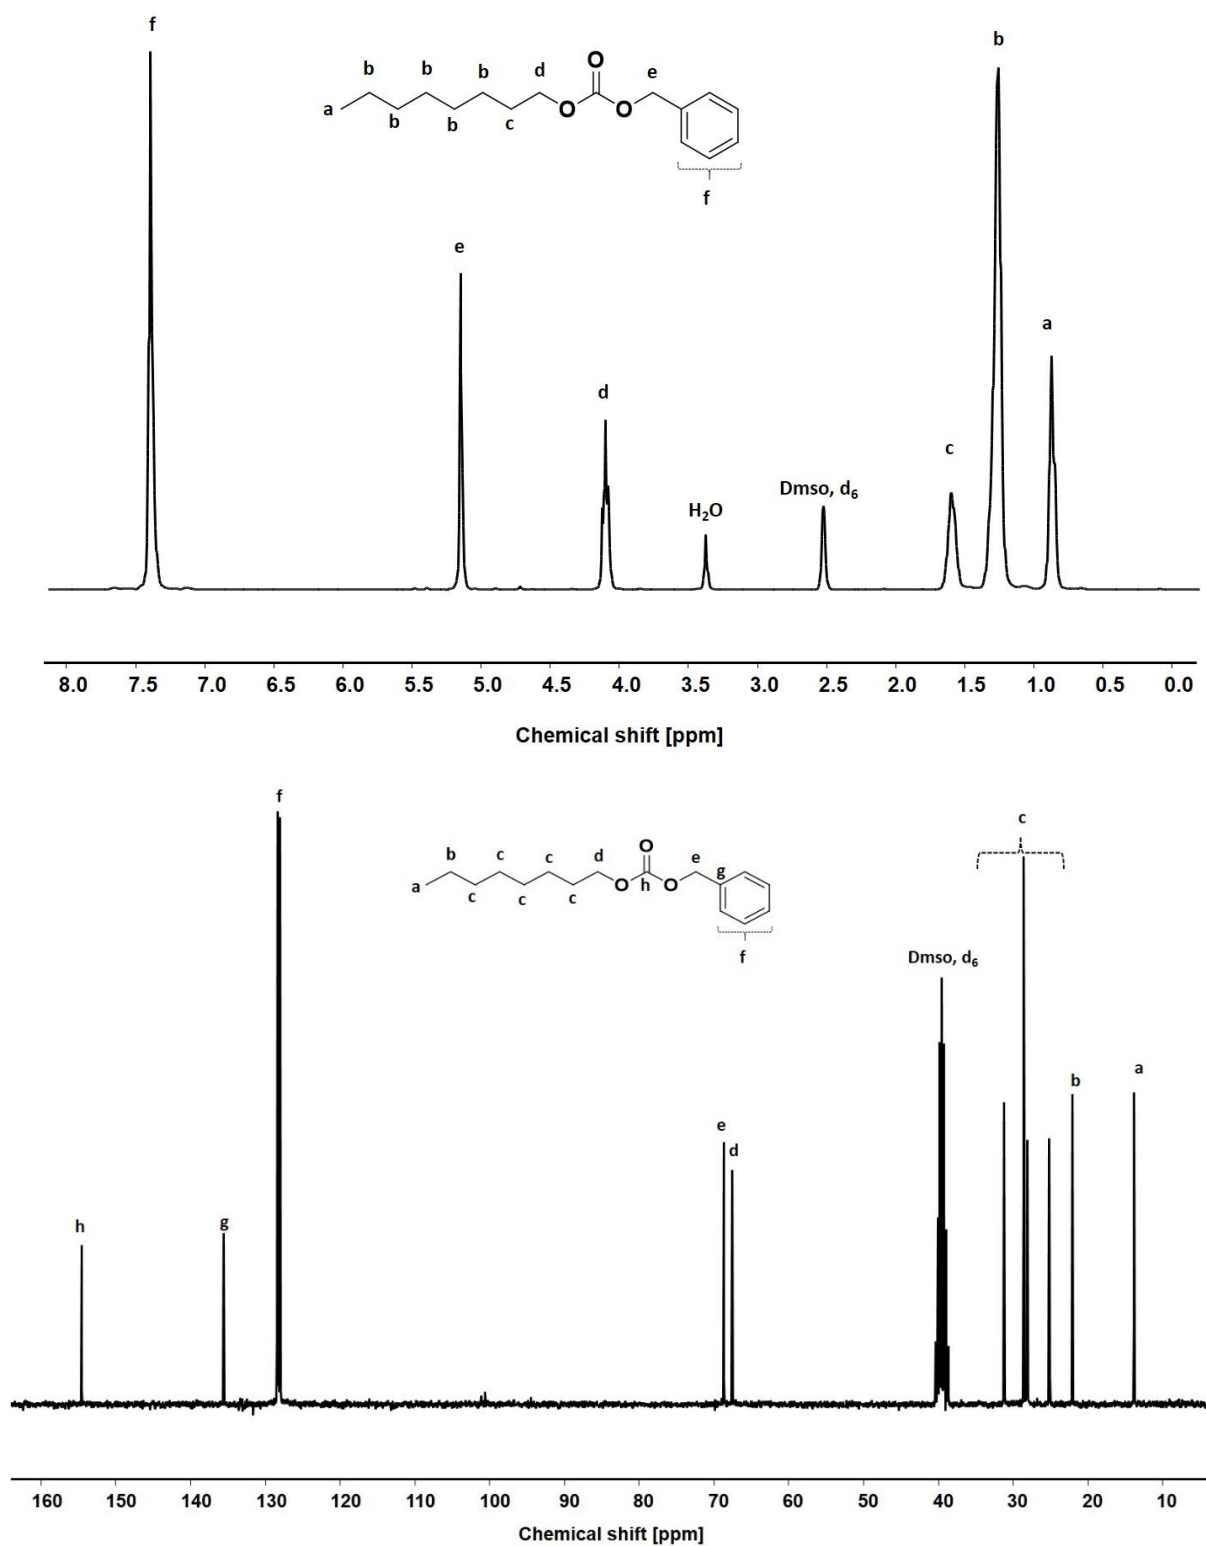 f
b
b b b d O e
a b b c O O
f
e
a
d
c
Dmso, d6
H2O
8.0 7.5 7.0 6.5 6.0 5.5 5.0 4.5 4.0 3.5 3.0 2.5 2.0 1.5 1.0 0.5 0.0
Chemical shift [ppm]
f
c
b c c d O e
a c c c O h O g
f
Dmso, d6
b
a
e
d
h
g
160 150 140 130 120 110 100 90 80 70 60 50 40 30 20 10
Chemical shift [ppm]